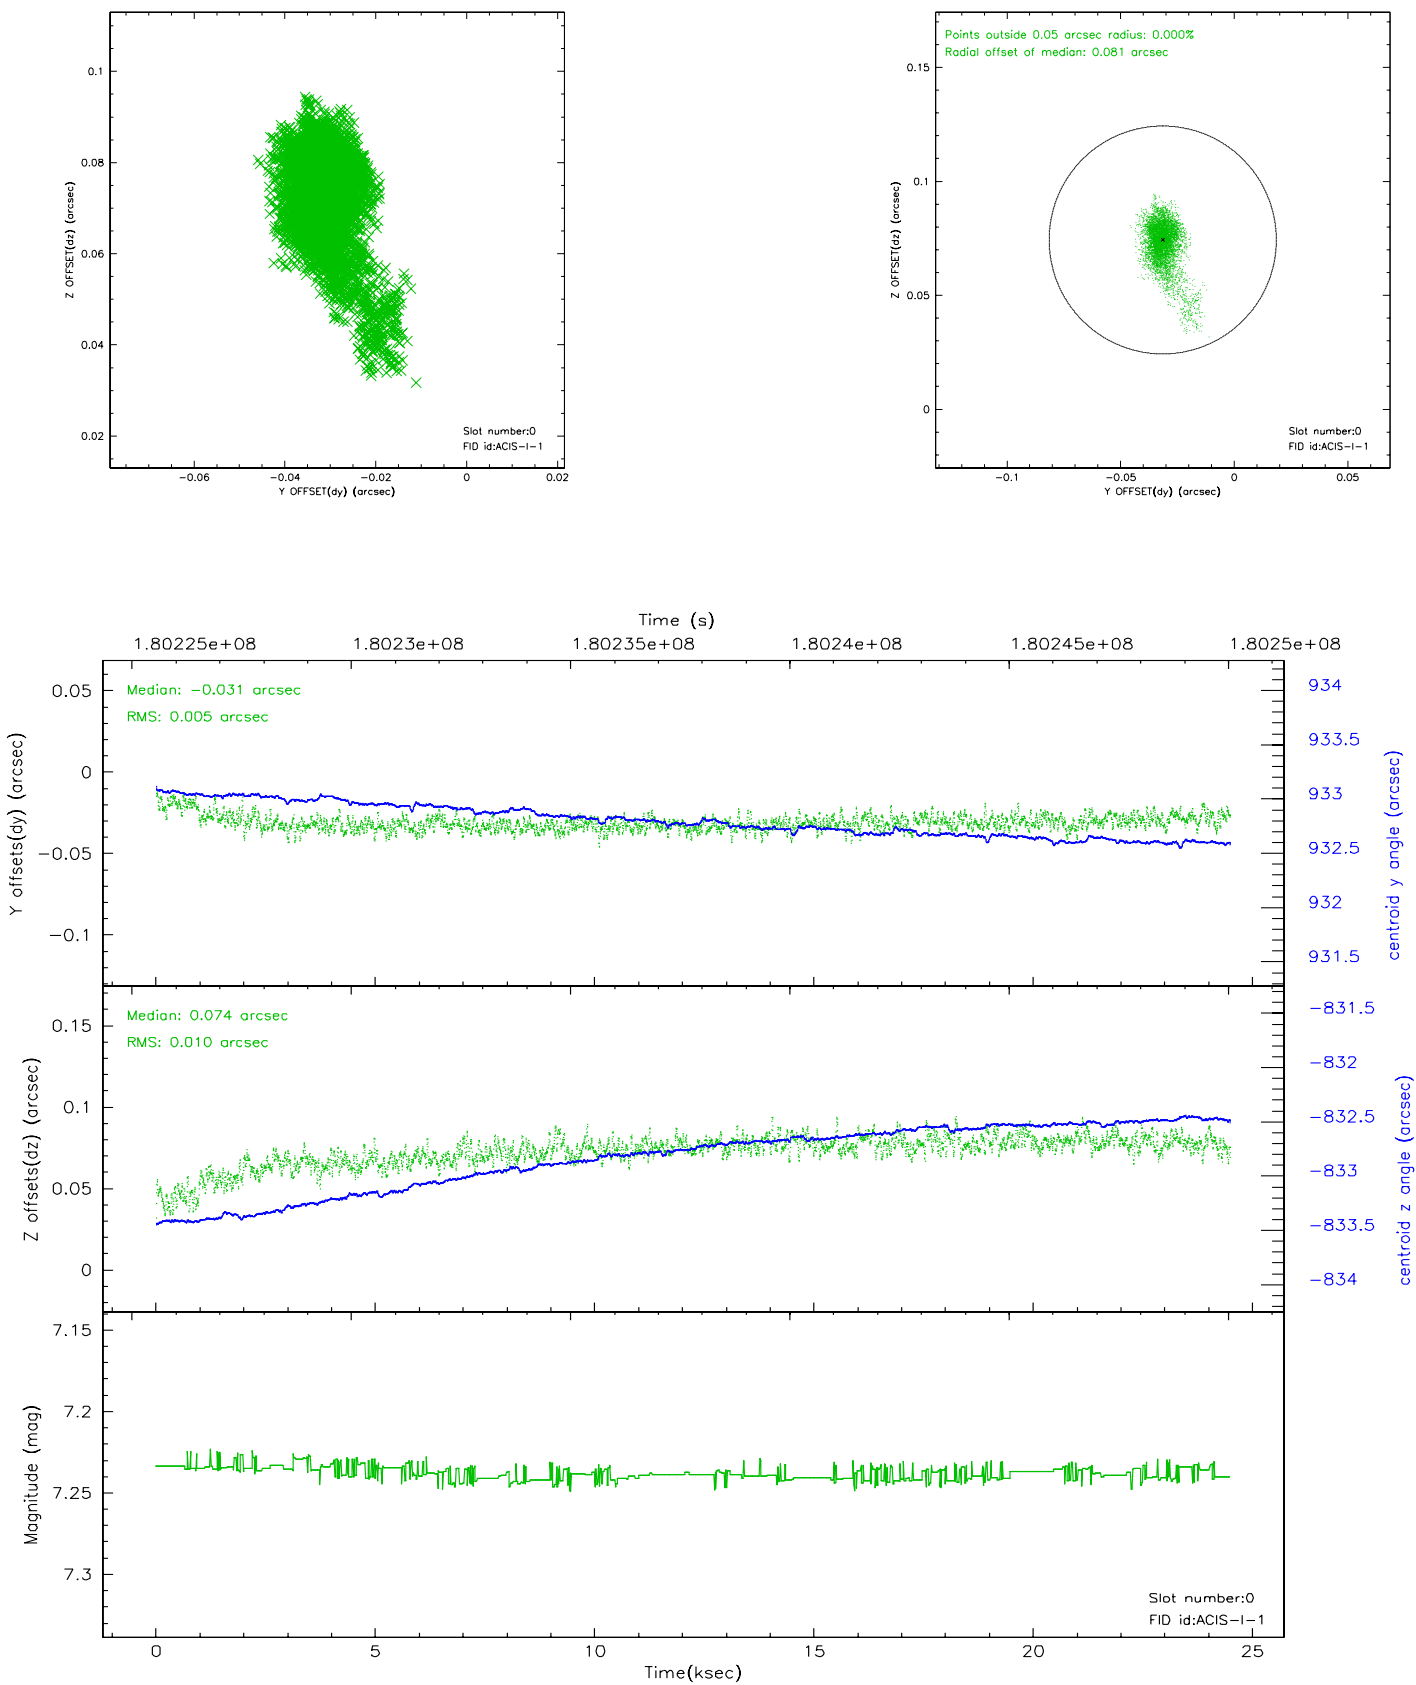 0.1
0.08
0.06
0.04
0.02
Z OFFSET(dz) (arcsec)
Slot number:0
FID id:ACIS-I-1
-0.06 -0.04 -0.02 0 0.02
Y OFFSET(dy) (arcsec)
Points outside 0.05 arcsec radius: 0.000%
Radial offset of median: 0.081 arcsec
0.15
0.1
0.05
0
Z OFFSET(dz) (arcsec)
Slot number:0
FID id:ACIS-I-1
-0.1 -0.05 0 0.05
Y OFFSET(dy) (arcsec)
Time (s)
1.80225e+08 1.8023e+08 1.80235e+08 1.8024e+08 1.80245e+08 1.8025e+08
Median: -0.031 arcsec
RMS: 0.005 arcsec
0.05
0
-0.05
-0.1
Y offsets(dy) (arcsec)
934
933.5
933
932.5
932
931.5
centroid y angle (arcsec)
Median: 0.074 arcsec
RMS: 0.010 arcsec
0.15
0.1
0.05
0
Z offsets(dz) (arcsec)
-831.5
-832
-832.5
-833
-833.5
-834
centroid z angle (arcsec)
7.15
7.2
7.25
7.3
Magnitude (mag)
Slot number:0
FID id:ACIS-I-1
0 5 10 15 20 25
Time(ksec)